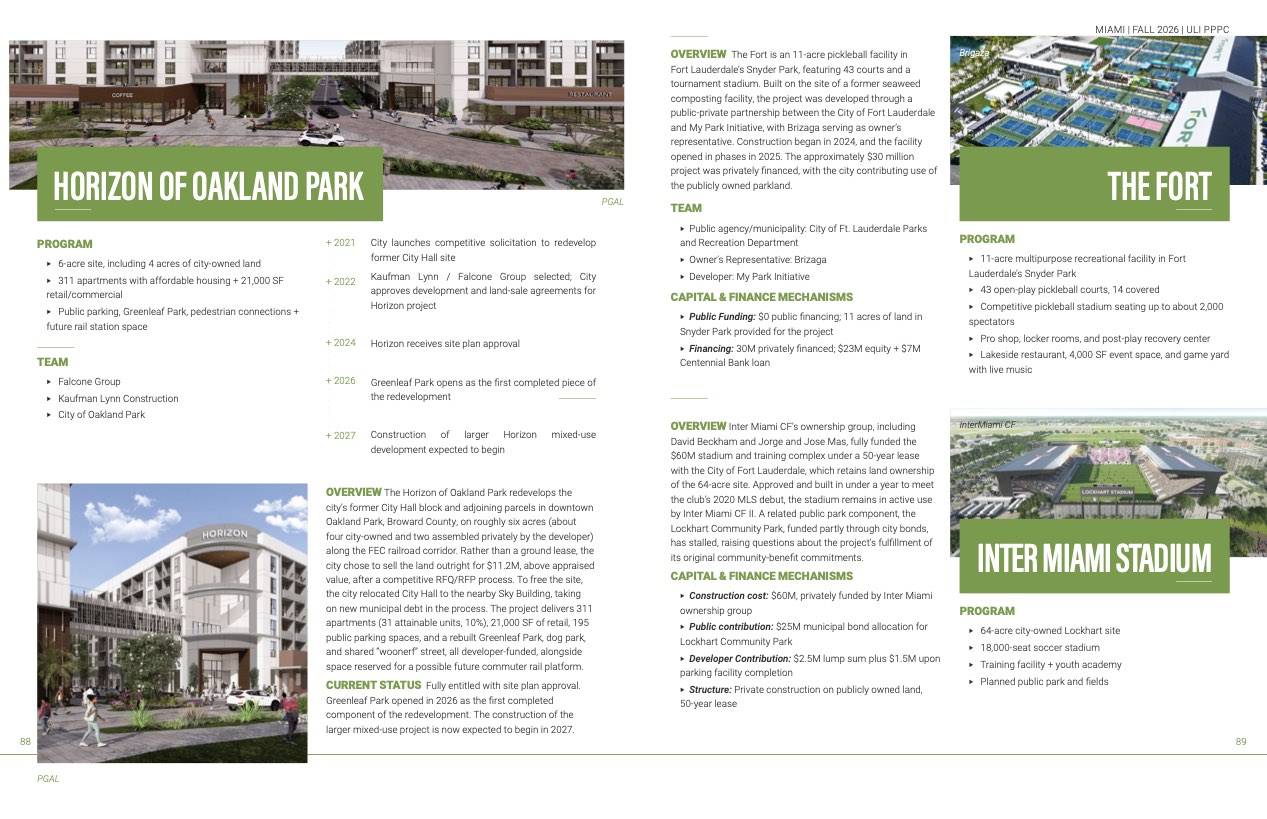 COFFEE
RESTAURANT
HORIZON OF OAKLAND PARK
PGAL
PROGRAM
‣ 6-acre site, including 4 acres of city-owned land
‣ 311 apartments with affordable housing + 21,000 SF
retail/commercial
‣ Public parking, Greenleaf Park, pedestrian connections +
future rail station space
TEAM
‣ Falcone Group
‣ Kaufman Lynn Construction
‣ City of Oakland Park
+ 2021 City launches competitive solicitation to redevelop
former City Hall site
+ 2022 Kaufman Lynn / Falcone Group selected; City
approves development and land-sale agreements for
Horizon project
+ 2024 Horizon receives site plan approval
+ 2026 Greenleaf Park opens as the first completed piece of
the redevelopment
+ 2027 Construction of larger Horizon mixed-use
development expected to begin
HORIZON
OVERVIEW The Horizon of Oakland Park redevelops the
city's former City Hall block and adjoining parcels in downtown
Oakland Park, Broward County, on roughly six acres (about
four city-owned and two assembled privately by the developer)
along the FEC railroad corridor. Rather than a ground lease, the
city chose to sell the land outright for $11.2M, above appraised
value, after a competitive RFQ/RFP process. To free the site,
the city relocated City Hall to the nearby Sky Building, taking
on new municipal debt in the process. The project delivers 311
apartments (31 attainable units, 10%), 21,000 SF of retail, 195
public parking spaces, and a rebuilt Greenleaf Park, dog park,
and shared "woonerf" street, all developer-funded, alongside
space reserved for a possible future commuter rail platform.
CURRENT STATUS Fully entitled with site plan approval.
Greenleaf Park opened in 2026 as the first completed
component of the redevelopment. The construction of the
larger mixed-use project is now expected to begin in 2027.
88
PGAL
MIAMI | FALL 2026 | ULI PPPC
OVERVIEW The Fort is an 11-acre pickleball facility in
Fort Lauderdale's Snyder Park, featuring 43 courts and a
tournament stadium. Built on the site of a former seaweed
composting facility, the project was developed through a
public-private partnership between the City of Fort Lauderdale
and My Park Initiative, with Brizaga serving as owner's
representative. Construction began in 2024, and the facility
opened in phases in 2025. The approximately $30 million
project was privately financed, with the city contributing use of
the publicly owned parkland.
TEAM
‣ Public agency/municipality: City of Ft. Lauderdale Parks
and Recreation Department
‣ Owner's Representative: Brizaga
‣ Developer: My Park Initiative
CAPITAL & FINANCE MECHANISMS
‣ Public Funding: $0 public financing; 11 acres of land in
Snyder Park provided for the project
‣ Financing: 30M privately financed; $23M equity + $7M
Centennial Bank loan
Brigaza
FORT
THE FORT
PROGRAM
‣ 11-acre multipurpose recreational facility in Fort
Lauderdale's Snyder Park
‣ 43 open-play pickleball courts, 14 covered
‣ Competitive pickleball stadium seating up to about 2,000
spectators
‣ Pro shop, locker rooms, and post-play recovery center
‣ Lakeside restaurant, 4,000 SF event space, and game yard
with live music
OVERVIEW Inter Miami CF's ownership group, including
David Beckham and Jorge and Jose Mas, fully funded the
$60M stadium and training complex under a 50-year lease
with the City of Fort Lauderdale, which retains land ownership
of the 64-acre site. Approved and built in under a year to meet
the club's 2020 MLS debut, the stadium remains in active use
by Inter Miami CF II. A related public park component, the
Lockhart Community Park, funded partly through city bonds,
has stalled, raising questions about the project's fulfillment of
its original community-benefit commitments.
CAPITAL & FINANCE MECHANISMS
‣ Construction cost: $60M, privately funded by Inter Miami
ownership group
‣ Public contribution: $25M municipal bond allocation for
Lockhart Community Park
‣ Developer Contribution: $2.5M lump sum plus $1.5M upon
parking facility completion
‣ Structure: Private construction on publicly owned land,
50-year lease
InterMiami CF
LOCKHART STADIUM
INTER MIAMI STADIUM
PROGRAM
‣ 64-acre city-owned Lockhart site
‣ 18,000-seat soccer stadium
‣ Training facility + youth academy
‣ Planned public park and fields
89